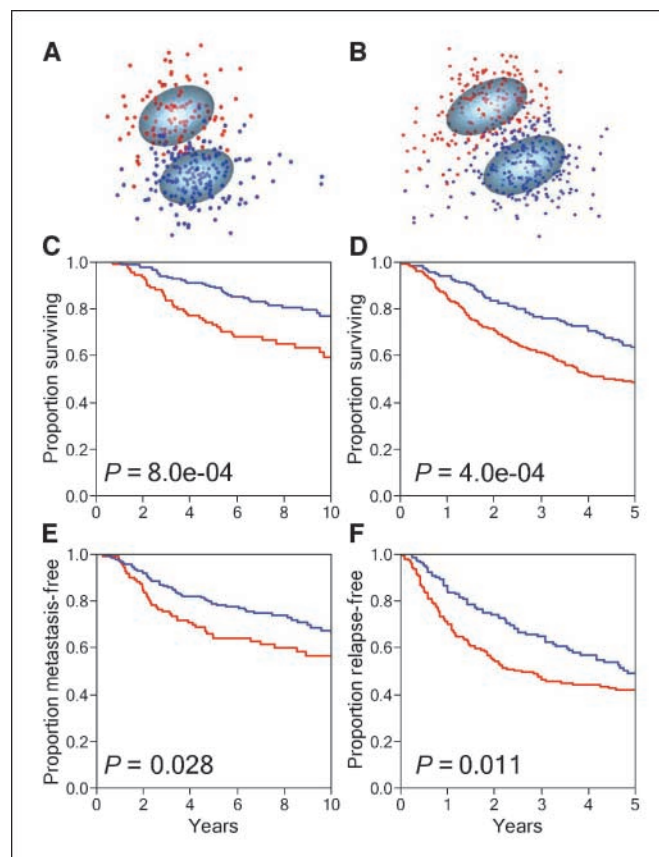 A
B
C
D
1.0
0.8
0.6
0.4
0.2
0.0
Proportion surviving
P = 8.0e-04
0 2 4 6 8 10
1.0
0.8
0.6
0.4
0.2
0.0
Proportion surviving
P = 4.0e-04
0 1 2 3 4 5
E
F
1.0
0.8
0.6
0.4
0.2
0.0
Proportion metastasis-free
P = 0.028
0 2 4 6 8 10
Years
1.0
0.8
0.6
0.4
0.2
0.0
Proportion relapse-free
P = 0.011
0 1 2 3 4 5
Years